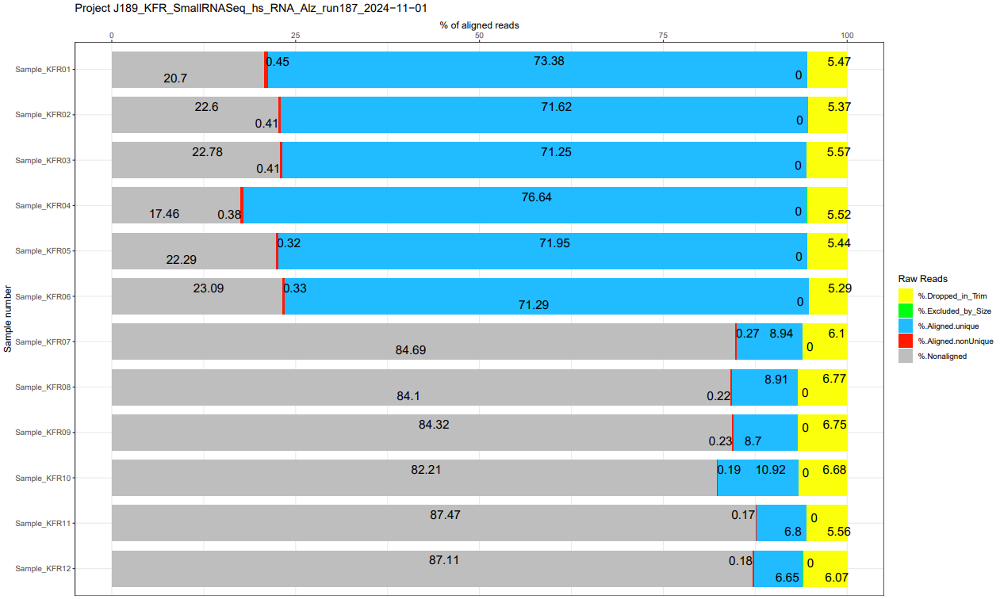 Project J189_KFR_SmallRNASeq_hs_RNA_Alz_run187_2024−11−01
% of aligned reads
0 25 50 75 100
Sample number
Sample_KFR01 20.7 0.45 73.38 0 5.47
Sample_KFR02 22.6 0.41 71.62 0 5.37
Sample_KFR03 22.78 0.41 71.25 0 5.57
Sample_KFR04 17.46 0.38 76.64 0 5.52
Sample_KFR05 22.29 0.32 71.95 0 5.44
Sample_KFR06 23.09 0.33 71.29 0 5.29
Sample_KFR07 84.69 0.27 8.94 0 6.1
Sample_KFR08 84.1 0.22 8.91 0 6.77
Sample_KFR09 84.32 0.23 8.7 0 6.75
Sample_KFR10 82.21 0.19 10.92 0 6.68
Sample_KFR11 87.47 0.17 6.8 0 5.56
Sample_KFR12 87.11 0.18 6.65 0 6.07
Raw Reads
%.Dropped_in_Trim
%.Excluded_by_Size
%.Aligned.unique
%.Aligned.nonUnique
%.Nonaligned